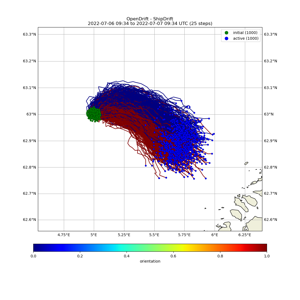 OpenDrift - ShipDrift
2022-07-06 09:34 to 2022-07-07 09:34 UTC (25 steps)
63.3°N 63.3°N
initial (1000)
active (1000)
63.2°N 63.2°N
63.1°N 63.1°N
63°N 63°N
62.9°N 62.9°N
62.8°N 62.8°N
62.7°N 62.7°N
62.6°N 62.6°N
4.75°E 5°E 5.25°E 5.5°E 5.75°E 6°E 6.25°E
0.0 0.2 0.4 0.6 0.8 1.0
orientation